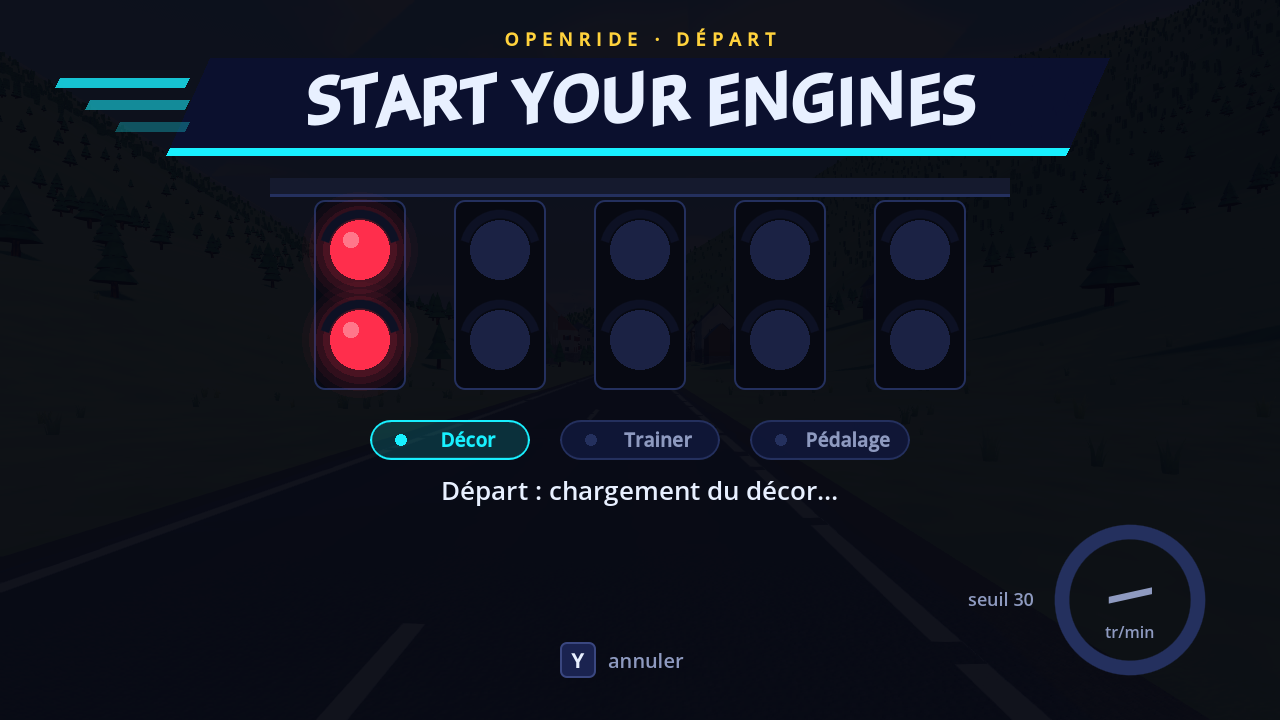 OPENRIDE · DÉPART
START YOUR ENGINES
Décor
Trainer
Pédalage
Départ : chargement du décor...
seuil 30
—
tr/min
Y annuler